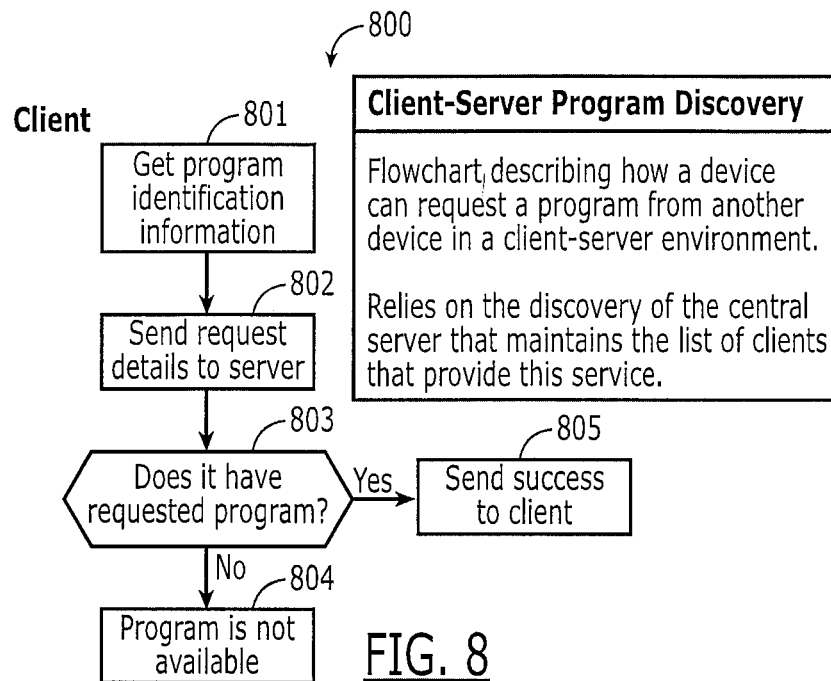 800
Client
801
Get program
identification
information
802
Send request
details to server
803
Does it have
requested program?
Yes
805
Send success
to client
No
804
Program is not
available
Client-Server Program Discovery
Flowchart, describing how a device
can request a program from another
device in a client-server environment.
Relies on the discovery of the central
server that maintains the list of clients
that provide this service.
FIG. 8